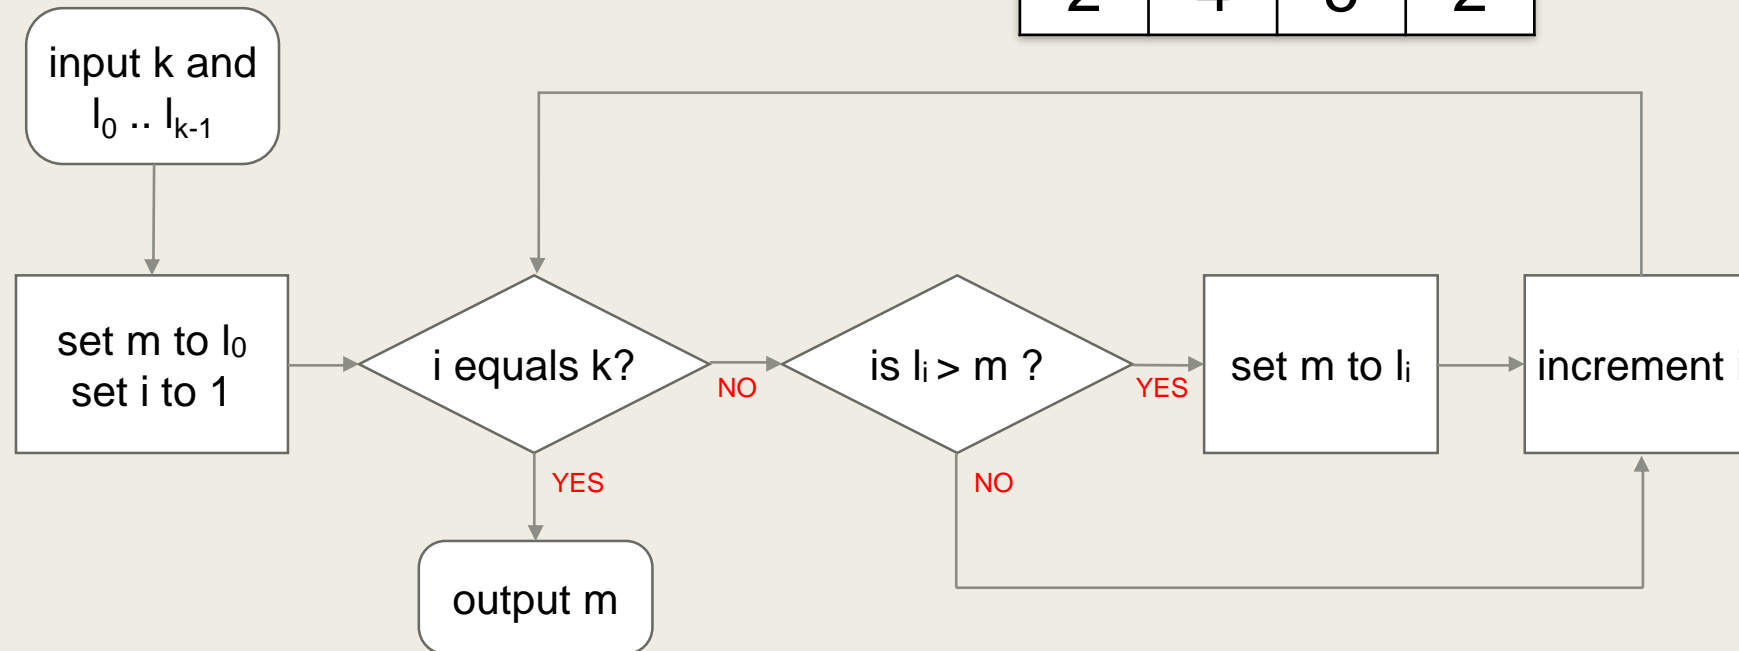 input k and
l₀ .. lₖ₋₁
set m to l₀
set i to 1
i equals k?
NO
YES
is lᵢ > m ?
YES
NO
set m to lᵢ
increment i
output m